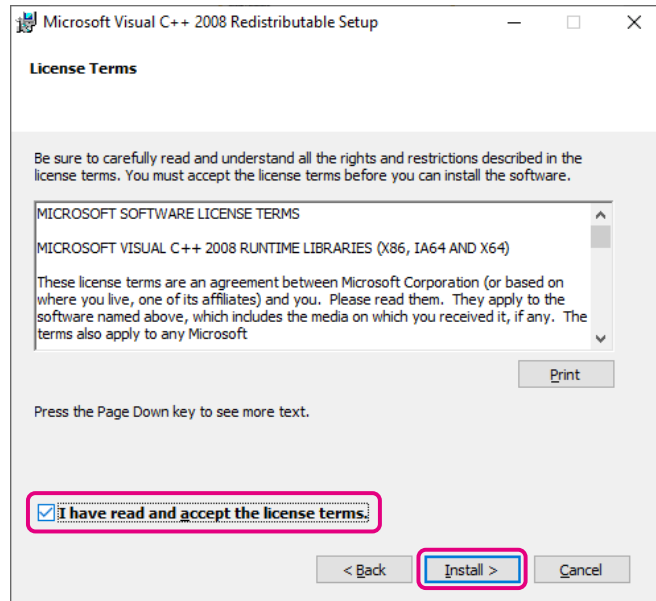 Microsoft Visual C++ 2008 Redistributable Setup
License Terms
Be sure to carefully read and understand all the rights and restrictions described in the
license terms. You must accept the license terms before you can install the software.
MICROSOFT SOFTWARE LICENSE TERMS
MICROSOFT VISUAL C++ 2008 RUNTIME LIBRARIES (X86, IA64 AND X64)
These license terms are an agreement between Microsoft Corporation (or based on
where you live, one of its affiliates) and you.  Please read them.  They apply to the
software named above, which includes the media on which you received it, if any.  The
terms also apply to any Microsoft
Print
Press the Page Down key to see more text.
I have read and accept the license terms.
< Back
Install >
Cancel